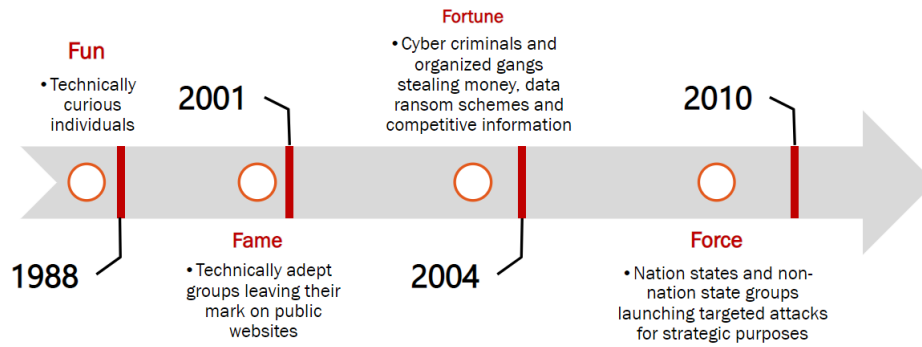 Fun
• Technically
curious
individuals
1988
2001
Fame
• Technically adept
groups leaving their
mark on public
websites
Fortune
• Cyber criminals and
organized gangs
stealing money, data
ransom schemes and
competitive information
2004
2010
Force
• Nation states and non-
nation state groups
launching targeted attacks
for strategic purposes